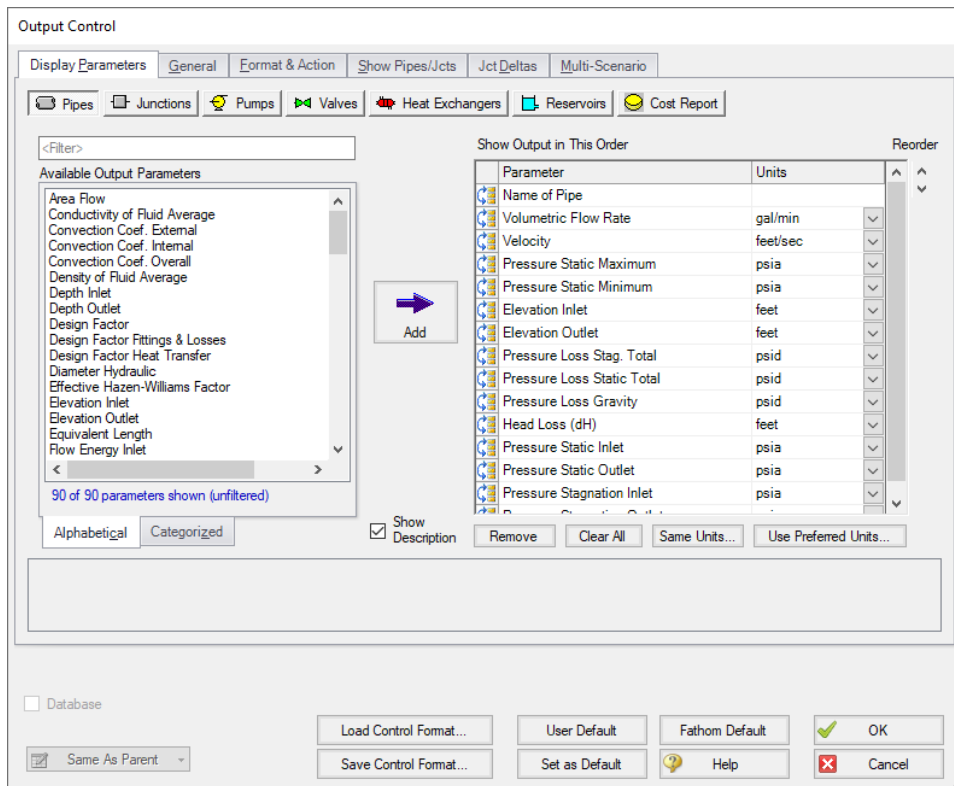 Output Control
Display Parameters General Format & Action Show Pipes/Jcts Jct Deltas Multi-Scenario
Pipes Junctions Pumps Valves Heat Exchangers Reservoirs Cost Report
<Filter>
Available Output Parameters
Area Flow
Conductivity of Fluid Average
Convection Coef. External
Convection Coef. Internal
Convection Coef. Overall
Density of Fluid Average
Depth Inlet
Depth Outlet
Design Factor
Design Factor Fittings & Losses
Design Factor Heat Transfer
Diameter Hydraulic
Effective Hazen-Williams Factor
Elevation Inlet
Elevation Outlet
Equivalent Length
Flow Energy Inlet
90 of 90 parameters shown (unfiltered)
Alphabetical Categorized
Add
Show
Description
Show Output in This Order Reorder
Parameter Units
Name of Pipe
Volumetric Flow Rate gal/min
Velocity feet/sec
Pressure Static Maximum psia
Pressure Static Minimum psia
Elevation Inlet feet
Elevation Outlet feet
Pressure Loss Stag. Total psid
Pressure Loss Static Total psid
Pressure Loss Gravity psid
Head Loss (dH) feet
Pressure Static Inlet psia
Pressure Static Outlet psia
Pressure Stagnation Inlet psia
Remove Clear All Same Units... Use Preferred Units...
Database
Same As Parent
Load Control Format... User Default Fathom Default OK
Save Control Format... Set as Default Help Cancel